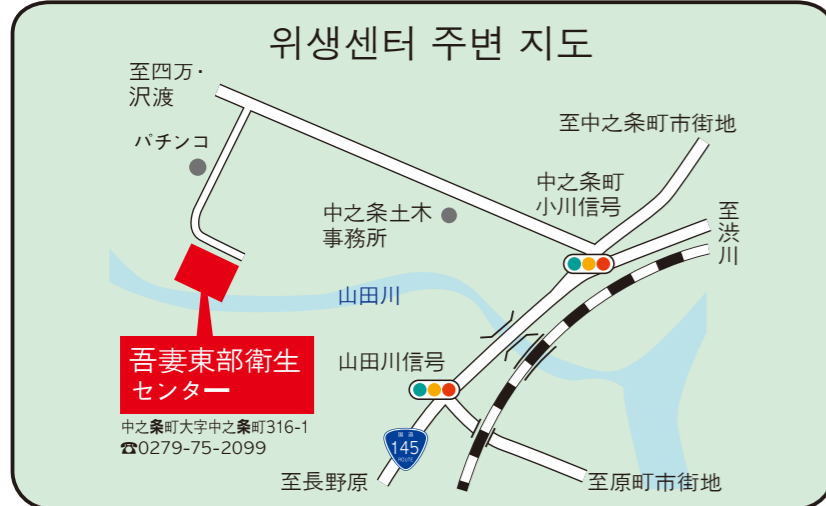 위생센터 주변 지도
至四万・
沢渡
パチンコ
至中之条町市街地
中之条町
小川信号
至渋川
中之条土木
事務所
山田川
吾妻東部衛生
センター
山田川信号
中之条町大字中之条町316-1
☎0279-75-2099
国道
145
ROUTE
至長野原
至原町市街地